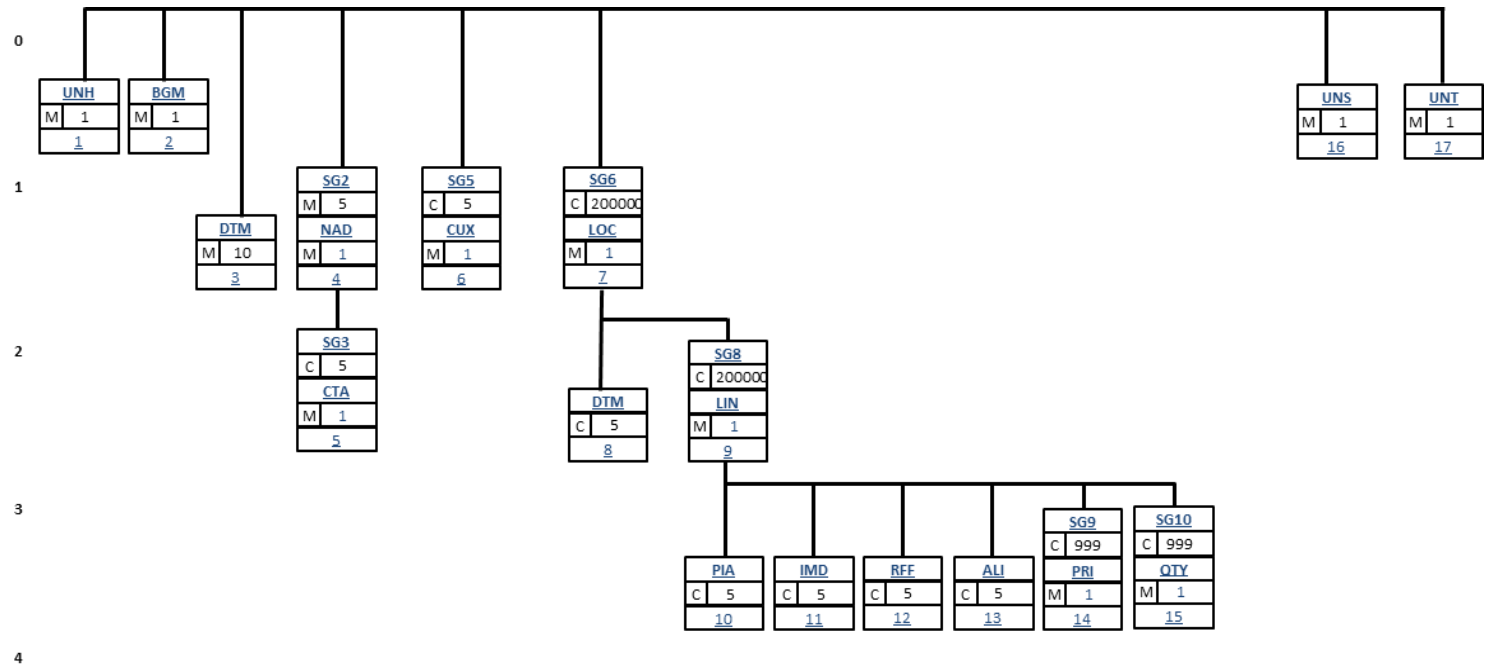 0
UNH
M 1
1
BGM
M 1
2
UNS
M 1
16
UNT
M 1
17
1
DTM
M 10
3
SG2
M 5
NAD
M 1
4
SG5
C 5
CUX
M 1
6
SG6
C 200000
LOC
M 1
7
2
SG3
C 5
CTA
M 1
5
DTM
C 5
8
SG8
C 200000
LIN
M 1
9
3
PIA
C 5
10
IMD
C 5
11
RFF
C 5
12
ALI
C 5
13
SG9
C 999
PRI
M 1
14
SG10
C 999
QTY
M 1
15
4